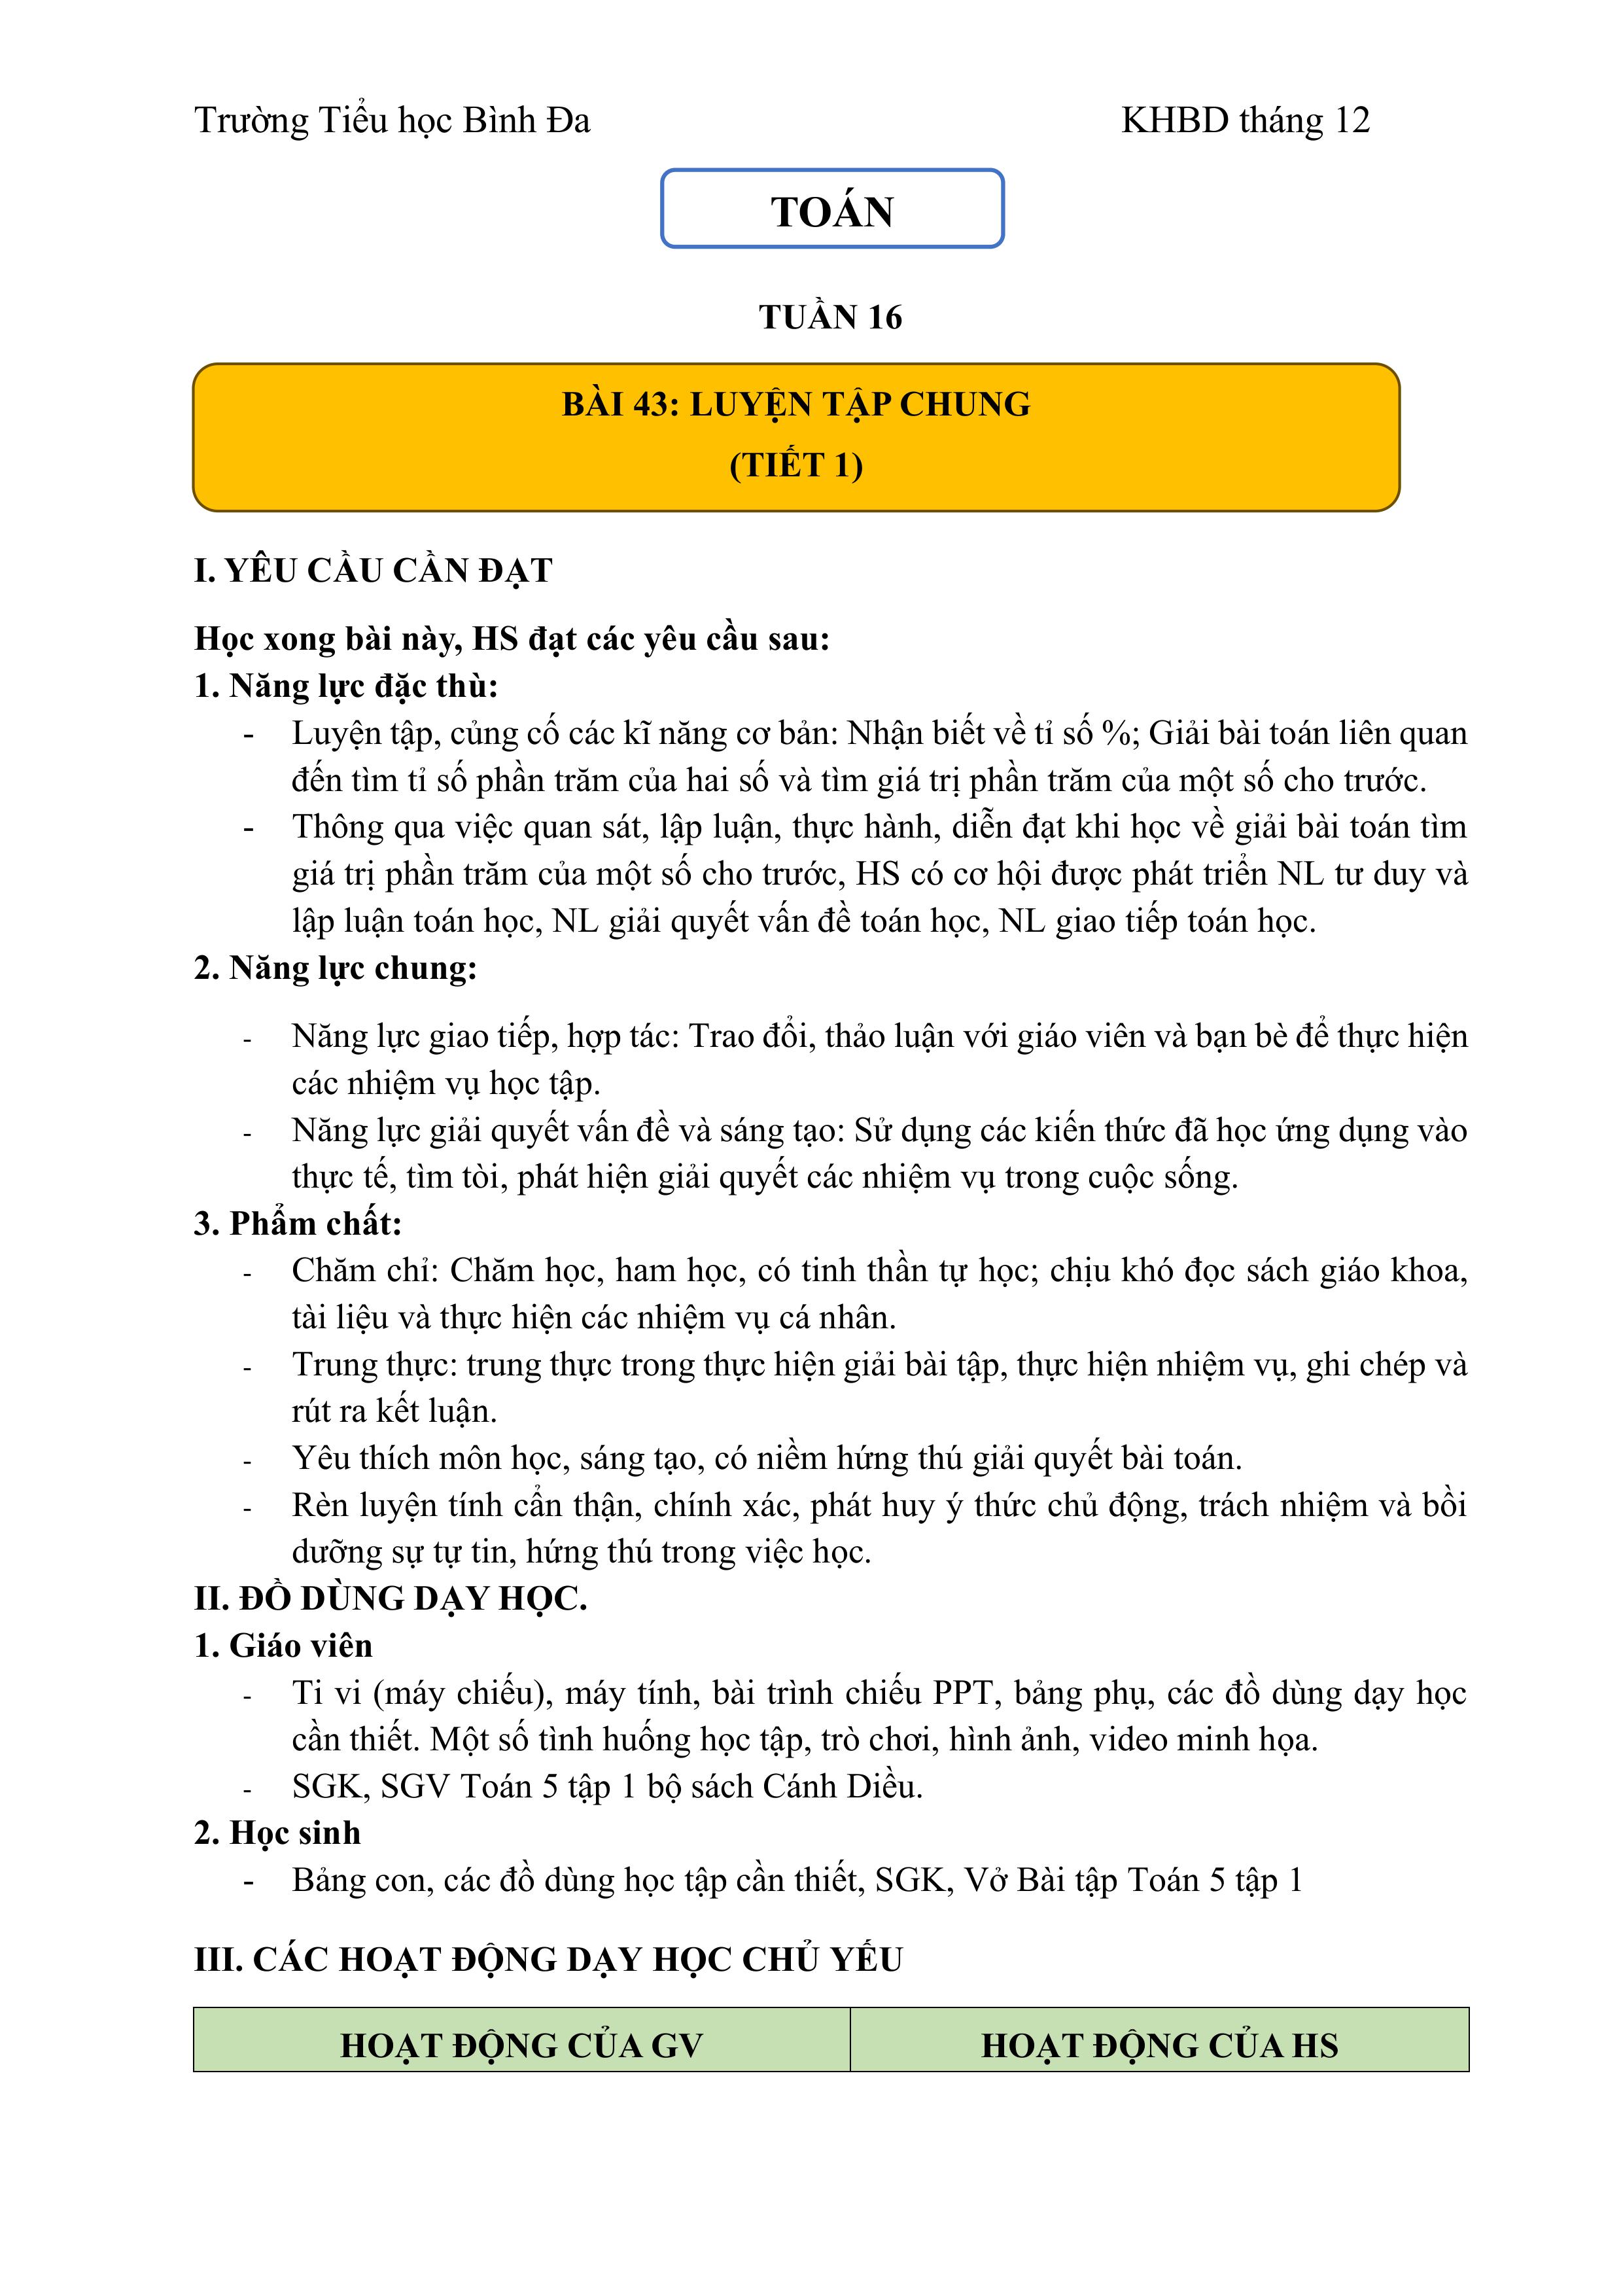 Trường Tiểu học Bình Đa KHBD tháng 12
TOÁN
TUẦN 16
BÀI 43: LUYỆN TẬP CHUNG
(TIẾT 1)
I. YÊU CẦU CẦN ĐẠT
Học xong bài này, HS đạt các yêu cầu sau:
1. Năng lực đặc thù:
- Luyện tập, củng cố các kĩ năng cơ bản: Nhận biết về tỉ số %; Giải bài toán liên quan
đến tìm tỉ số phần trăm của hai số và tìm giá trị phần trăm của một số cho trước.
- Thông qua việc quan sát, lập luận, thực hành, diễn đạt khi học về giải bài toán tìm
giá trị phần trăm của một số cho trước, HS có cơ hội được phát triển NL tư duy và
lập luận toán học, NL giải quyết vấn đề toán học, NL giao tiếp toán học.
2. Năng lực chung:
- Năng lực giao tiếp, hợp tác: Trao đổi, thảo luận với giáo viên và bạn bè để thực hiện
các nhiệm vụ học tập.
- Năng lực giải quyết vấn đề và sáng tạo: Sử dụng các kiến thức đã học ứng dụng vào
thực tế, tìm tòi, phát hiện giải quyết các nhiệm vụ trong cuộc sống.
3. Phẩm chất:
- Chăm chỉ: Chăm học, ham học, có tinh thần tự học; chịu khó đọc sách giáo khoa,
tài liệu và thực hiện các nhiệm vụ cá nhân.
- Trung thực: trung thực trong thực hiện giải bài tập, thực hiện nhiệm vụ, ghi chép và
rút ra kết luận.
- Yêu thích môn học, sáng tạo, có niềm hứng thú giải quyết bài toán.
- Rèn luyện tính cẩn thận, chính xác, phát huy ý thức chủ động, trách nhiệm và bồi
dưỡng sự tự tin, hứng thú trong việc học.
II. ĐỒ DÙNG DẠY HỌC.
1. Giáo viên
- Ti vi (máy chiếu), máy tính, bài trình chiếu PPT, bảng phụ, các đồ dùng dạy học
cần thiết. Một số tình huống học tập, trò chơi, hình ảnh, video minh họa.
- SGK, SGV Toán 5 tập 1 bộ sách Cánh Diều.
2. Học sinh
- Bảng con, các đồ dùng học tập cần thiết, SGK, Vở Bài tập Toán 5 tập 1
III. CÁC HOẠT ĐỘNG DẠY HỌC CHỦ YẾU
HOẠT ĐỘNG CỦA GV HOẠT ĐỘNG CỦA HS